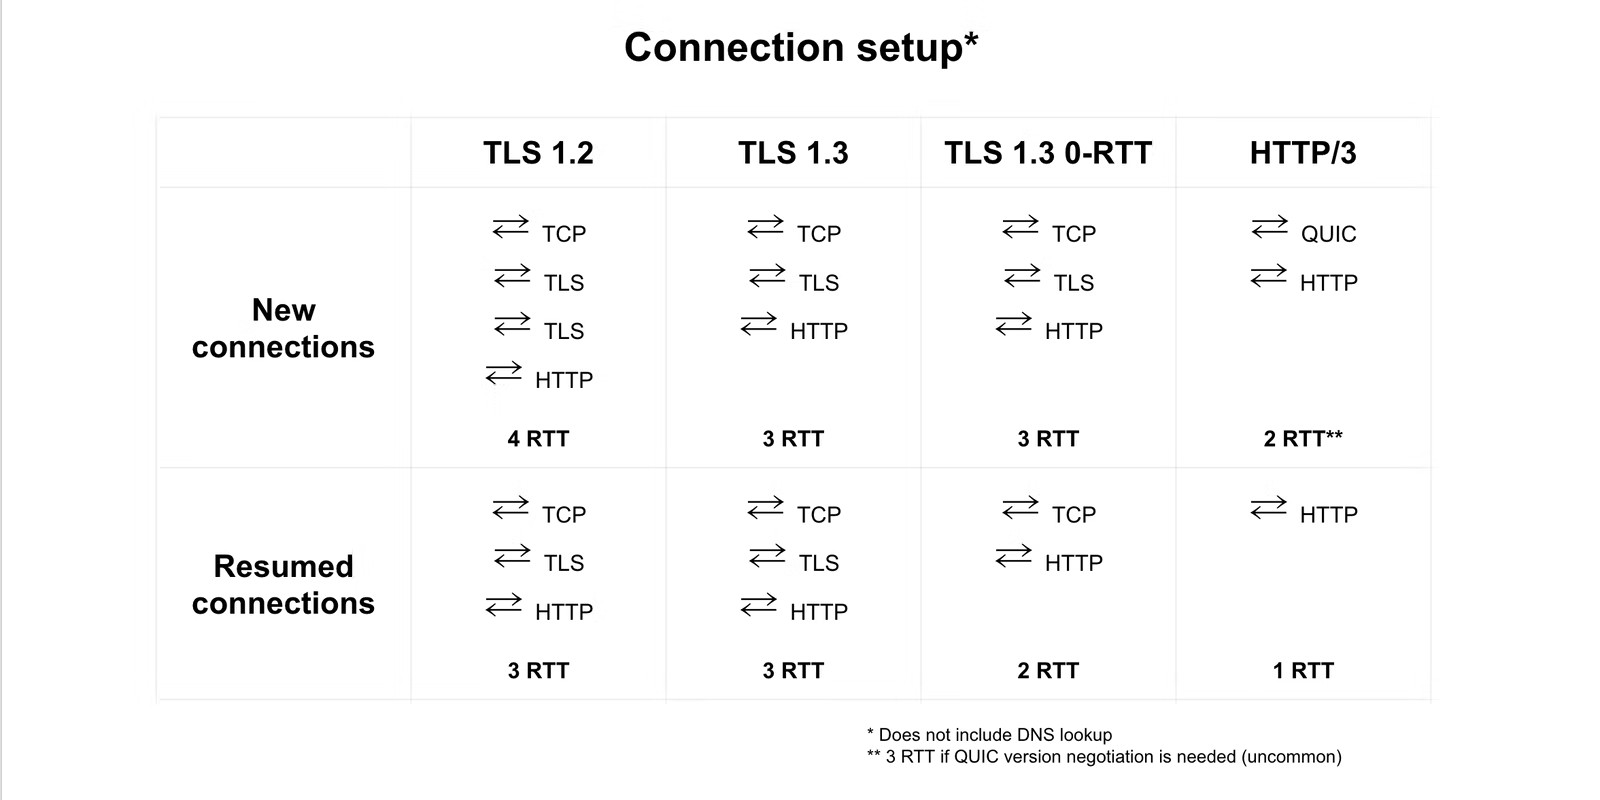 Connection setup*
TLS 1.2 TLS 1.3 TLS 1.3 0-RTT HTTP/3
New
connections
TCP
TLS
TLS
HTTP
4 RTT
TCP
TLS
HTTP
3 RTT
TCP
TLS
HTTP
3 RTT
QUIC
HTTP
2 RTT**
Resumed
connections
TCP
TLS
HTTP
3 RTT
TCP
TLS
HTTP
3 RTT
TCP
HTTP
2 RTT
HTTP
1 RTT
* Does not include DNS lookup
** 3 RTT if QUIC version negotiation is needed (uncommon)